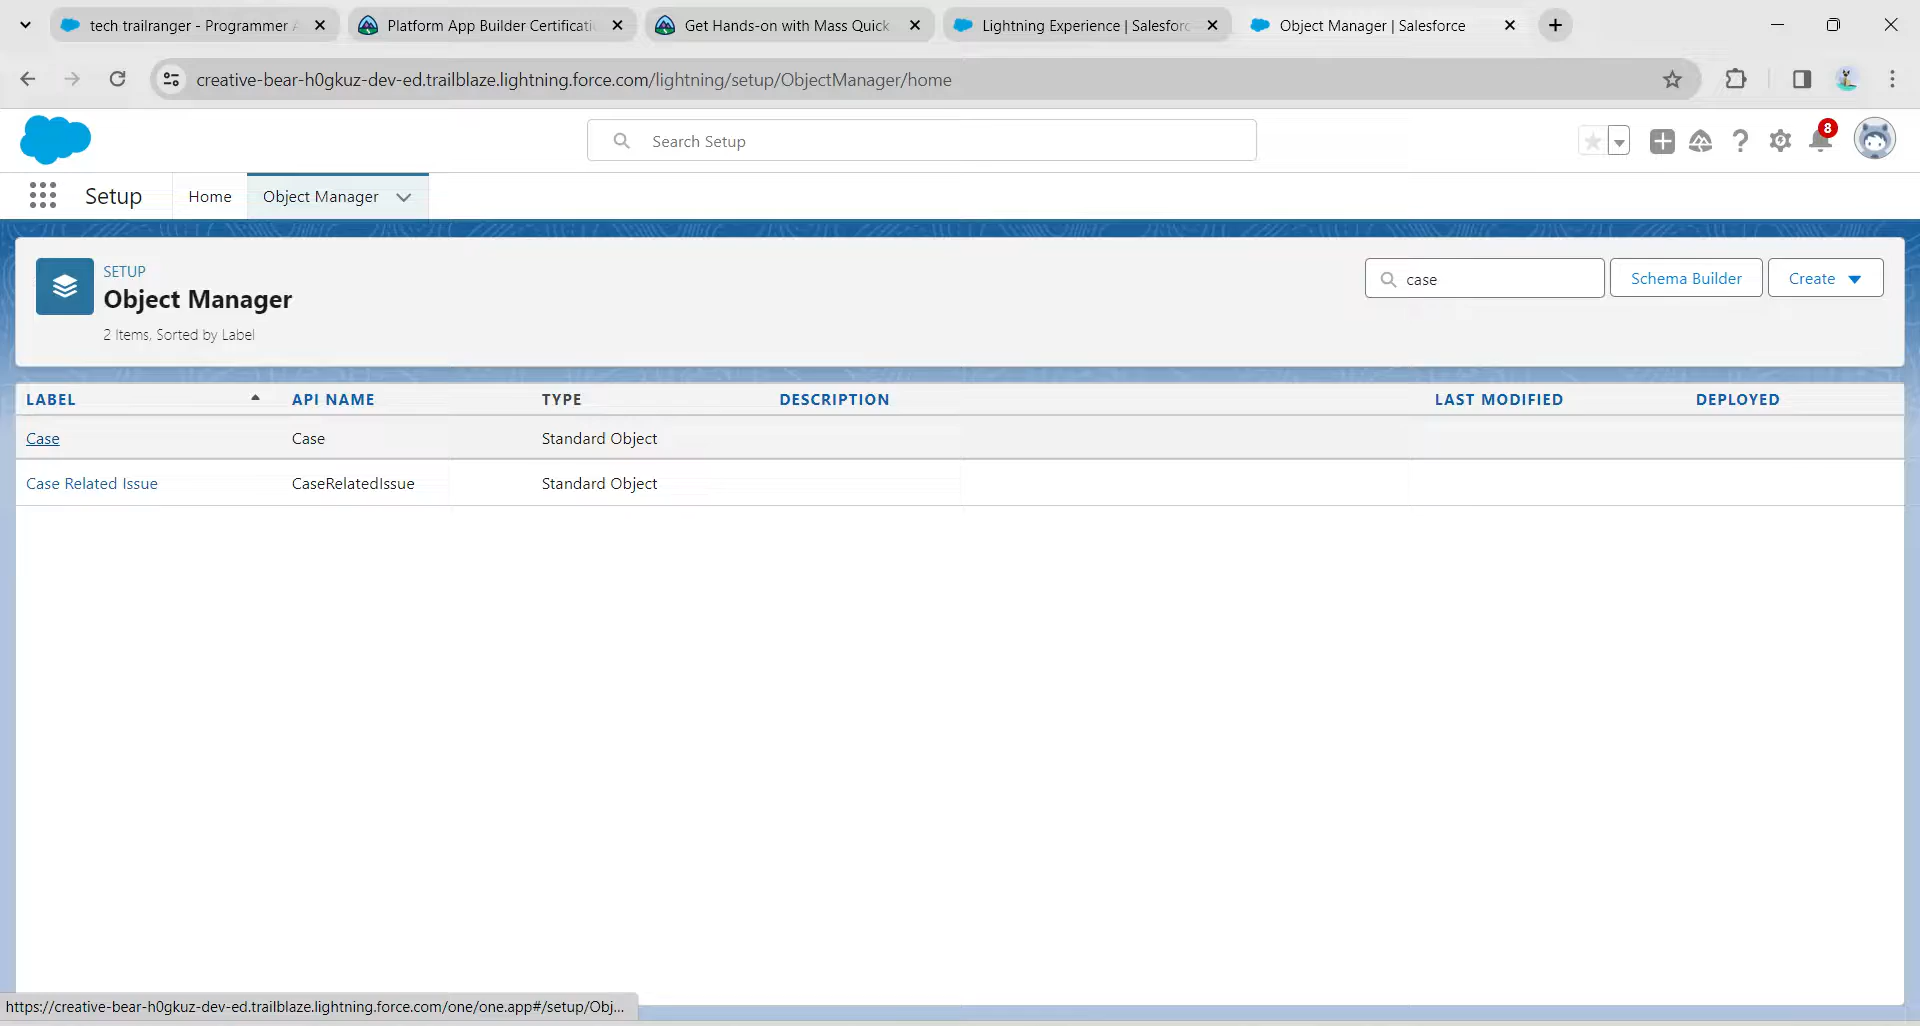 tech trailranger - Programmer A
Platform App Builder Certificati
Get Hands-on with Mass Quick
Lightning Experience | Salesforc
Object Manager | Salesforce
creative-bear-h0gkuz-dev-ed.trailblaze.lightning.force.com/lightning/setup/ObjectManager/home
Search Setup
8
Setup
Home
Object Manager
SETUP
Object Manager
2 Items, Sorted by Label
case
Schema Builder
Create
LABEL API NAME TYPE DESCRIPTION LAST MODIFIED DEPLOYED
Case Case Standard Object
Case Related Issue CaseRelatedIssue Standard Object
https://creative-bear-h0gkuz-dev-ed.trailblaze.lightning.force.com/one/one.app#/setup/Obj...